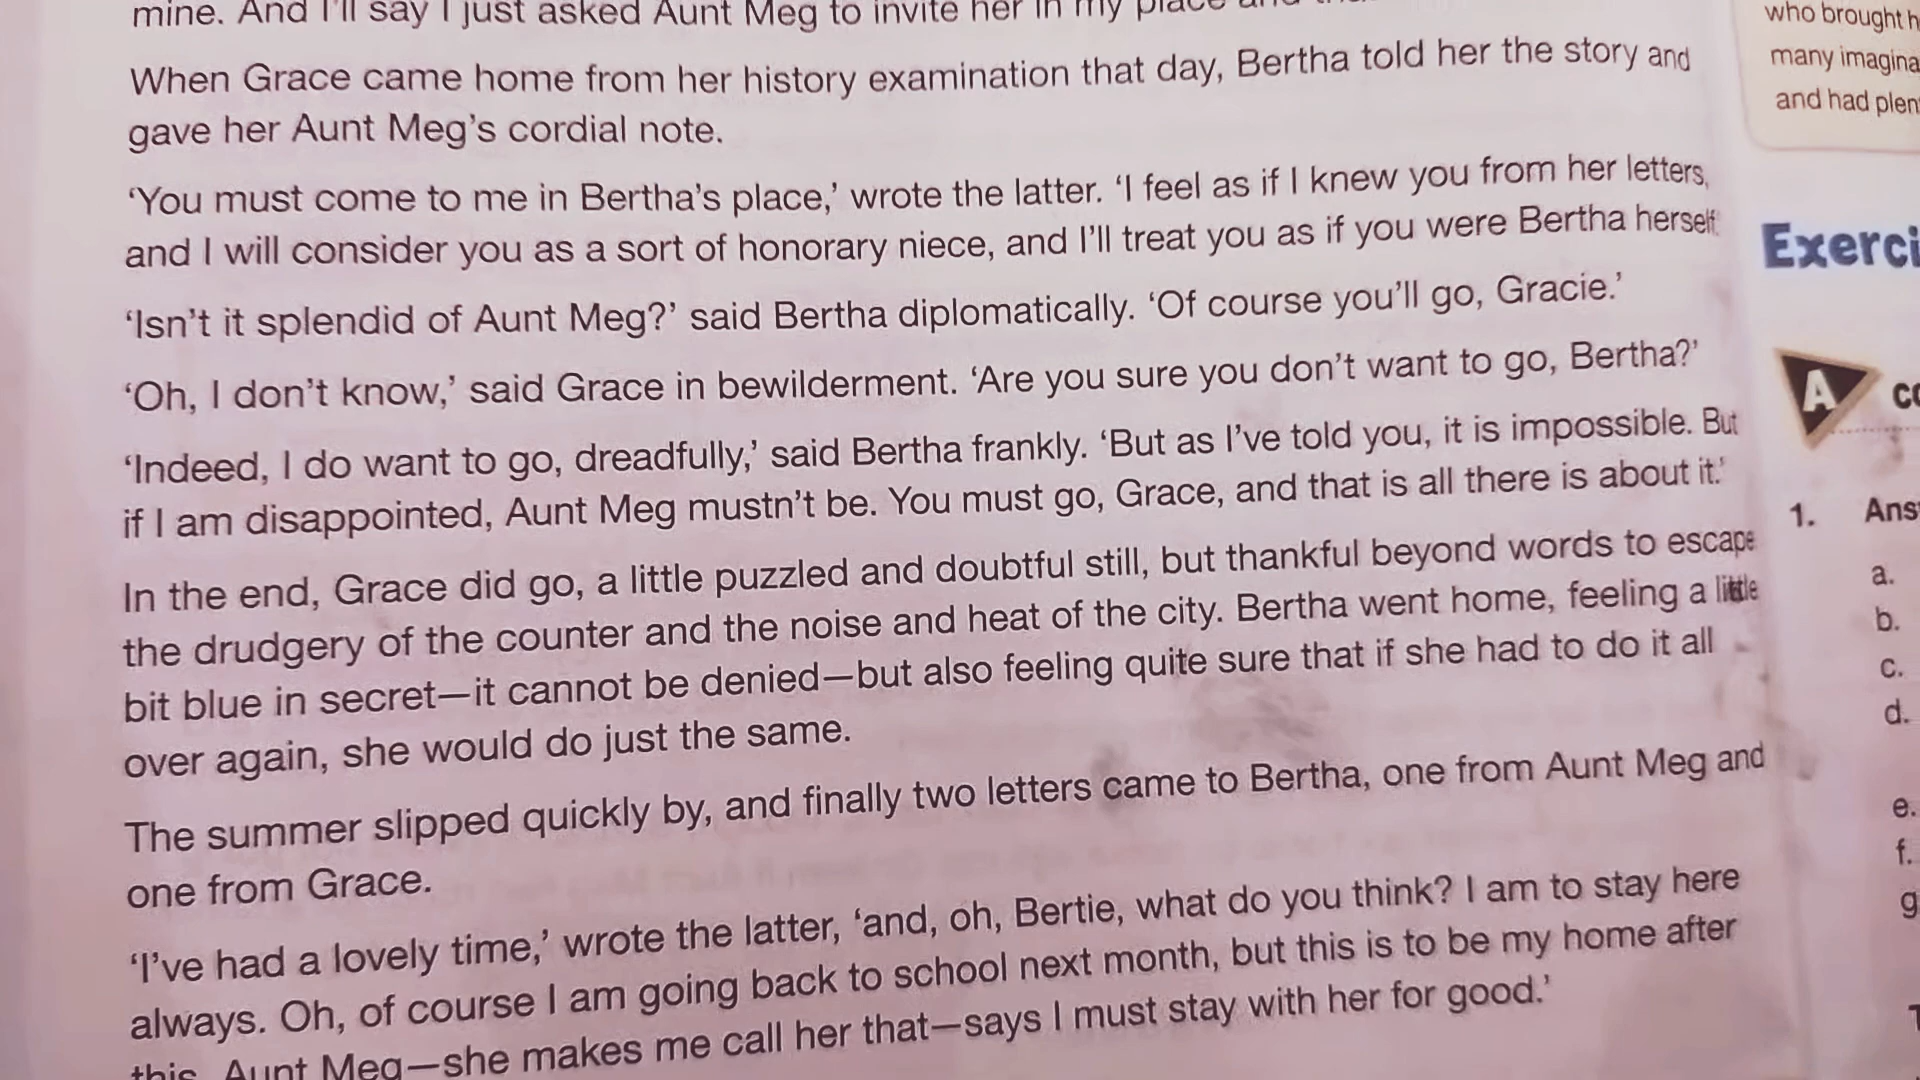 mine. And I'll say I just asked Aunt Meg to invite her in my place
When Grace came home from her history examination that day, Bertha told her the story and
gave her Aunt Meg's cordial note.
'You must come to me in Bertha's place,' wrote the latter. 'I feel as if I knew you from her letters,
and I will consider you as a sort of honorary niece, and I'll treat you as if you were Bertha herself
'Isn't it splendid of Aunt Meg?' said Bertha diplomatically. 'Of course you'll go, Gracie.'
'Oh, I don't know,' said Grace in bewilderment. 'Are you sure you don't want to go, Bertha?'
'Indeed, I do want to go, dreadfully,' said Bertha frankly. 'But as I've told you, it is impossible. But
if I am disappointed, Aunt Meg mustn't be. You must go, Grace, and that is all there is about it.'
In the end, Grace did go, a little puzzled and doubtful still, but thankful beyond words to escape
the drudgery of the counter and the noise and heat of the city. Bertha went home, feeling a little
bit blue in secret—it cannot be denied—but also feeling quite sure that if she had to do it all
over again, she would do just the same.
The summer slipped quickly by, and finally two letters came to Bertha, one from Aunt Meg and
one from Grace.
'I've had a lovely time,' wrote the latter, 'and, oh, Bertie, what do you think? I am to stay here
always. Oh, of course I am going back to school next month, but this is to be my home after
this. Aunt Meg—she makes me call her that—says I must stay with her for good.'
who brought h
many imagina
and had plen
Exerci
A
1. Ans
a.
b.
c.
d.
e.
f.
g